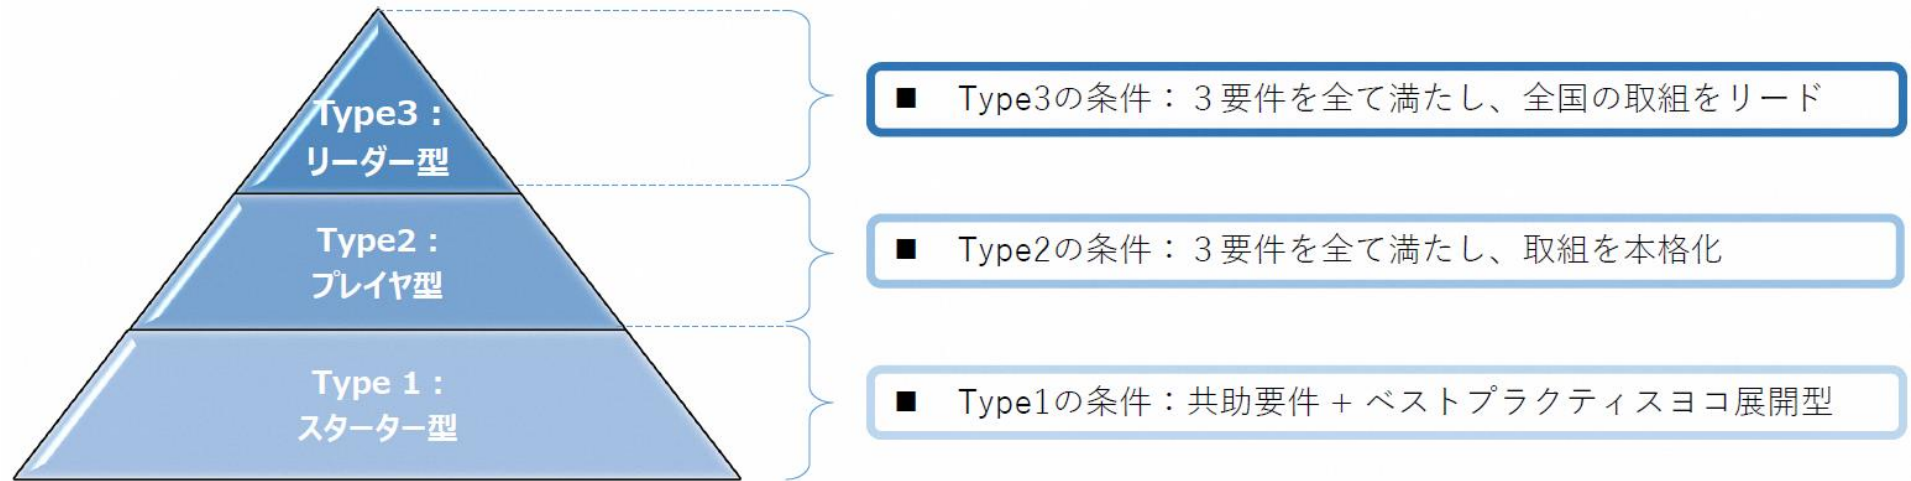 Type3：
リーダー型
■ Type3の条件：３要件を全て満たし、全国の取組をリード
Type2：
プレイヤ型
■ Type2の条件：３要件を全て満たし、取組を本格化
Type 1：
スターター型
■ Type1の条件：共助要件 + ベストプラクティスヨコ展開型